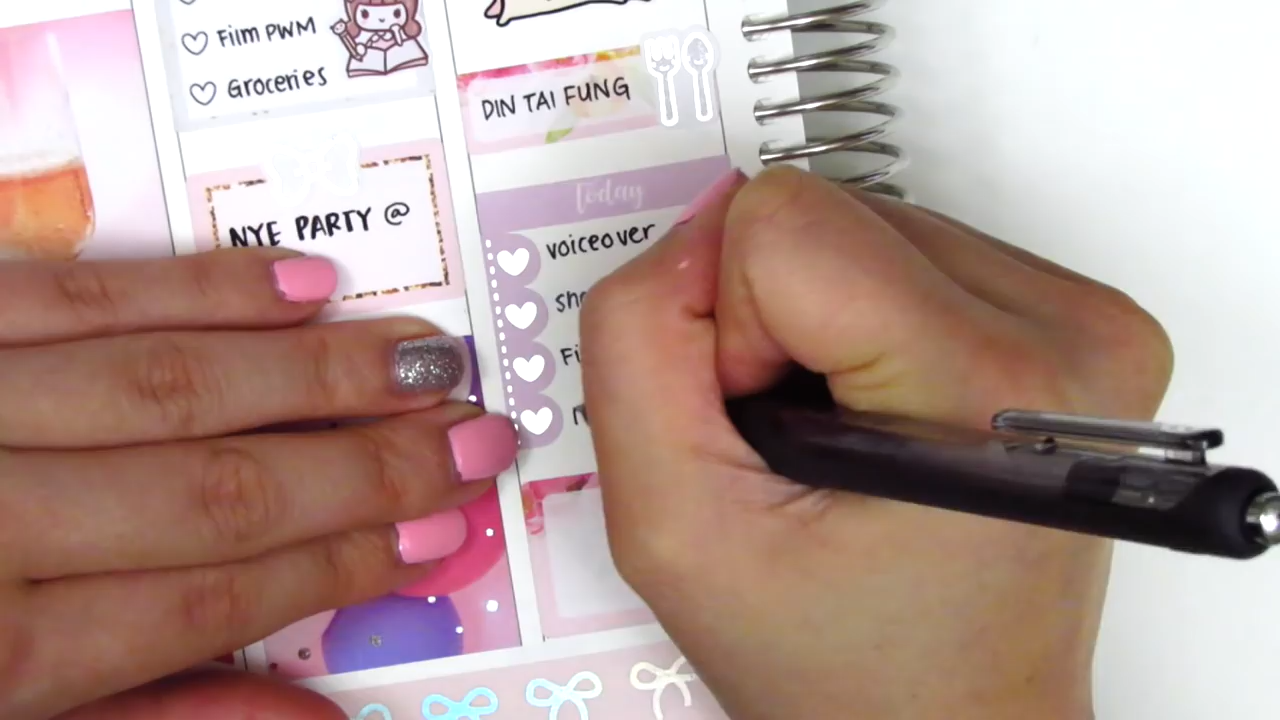 Film PWM
Groceries
NYE PARTY @
DIN TAI FUNG
today
voiceover